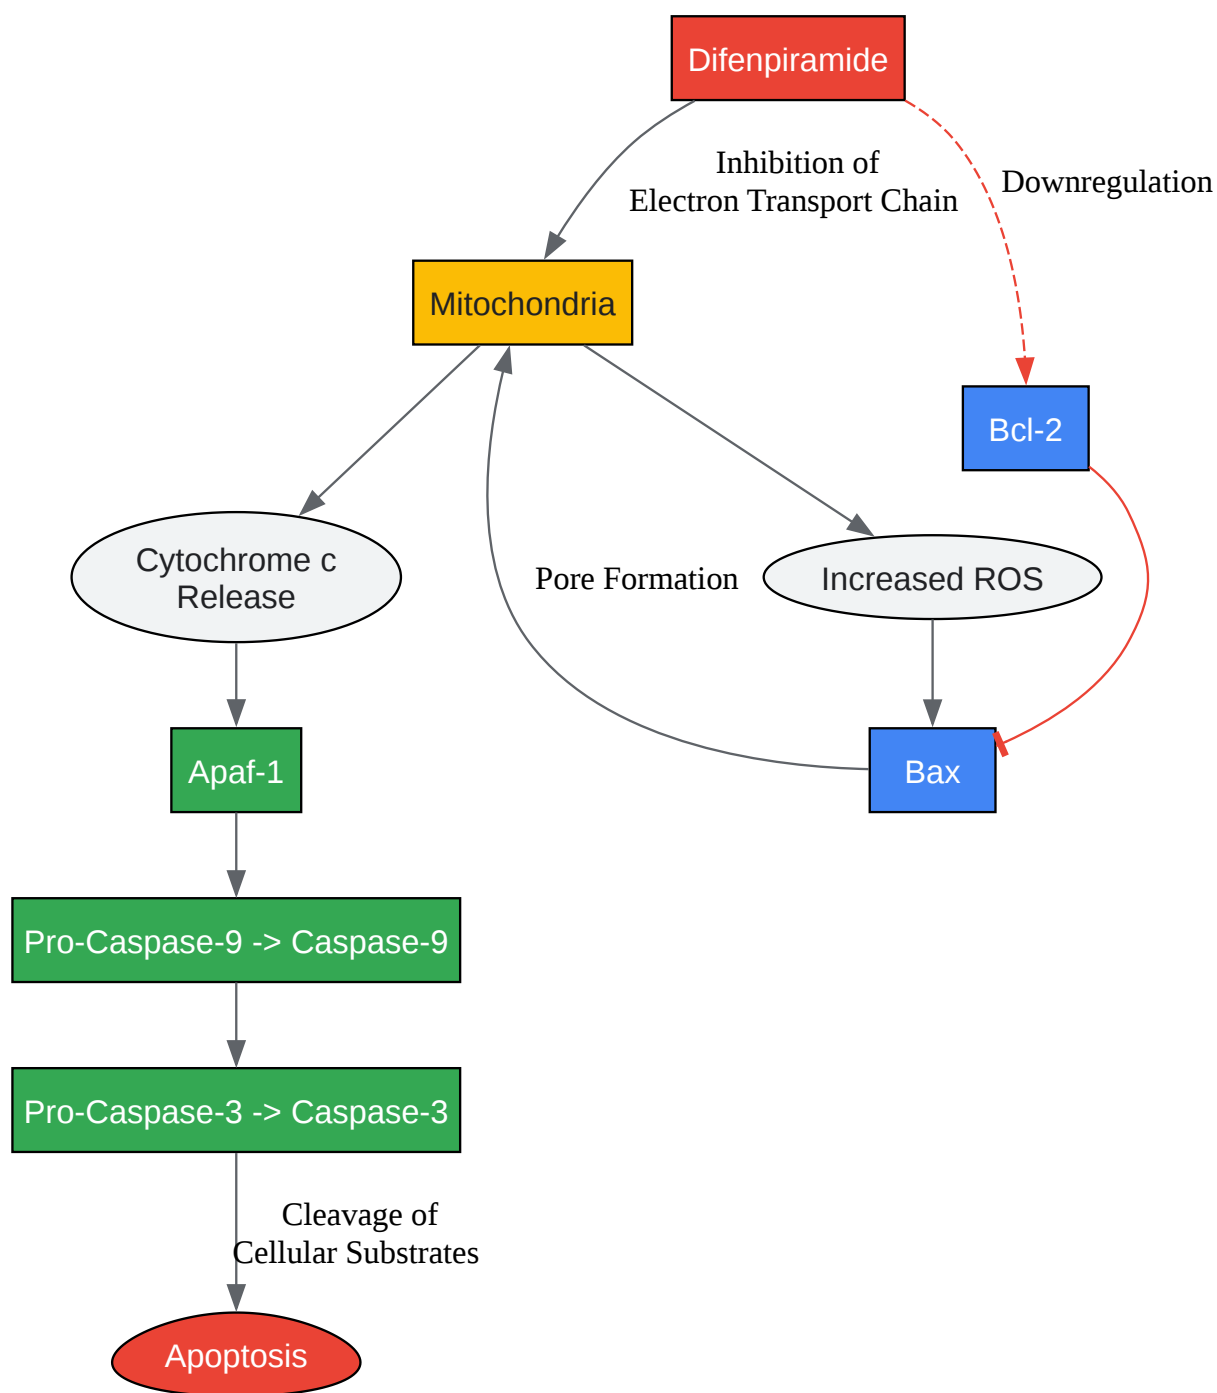 Difenpiramide
Inhibition of
Electron Transport Chain
Downregulation
Mitochondria
Bcl-2
Cytochrome c
Release
Pore Formation
Increased ROS
Apaf-1
Bax
Pro-Caspase-9 -> Caspase-9
Pro-Caspase-3 -> Caspase-3
Cleavage of
Cellular Substrates
Apoptosis